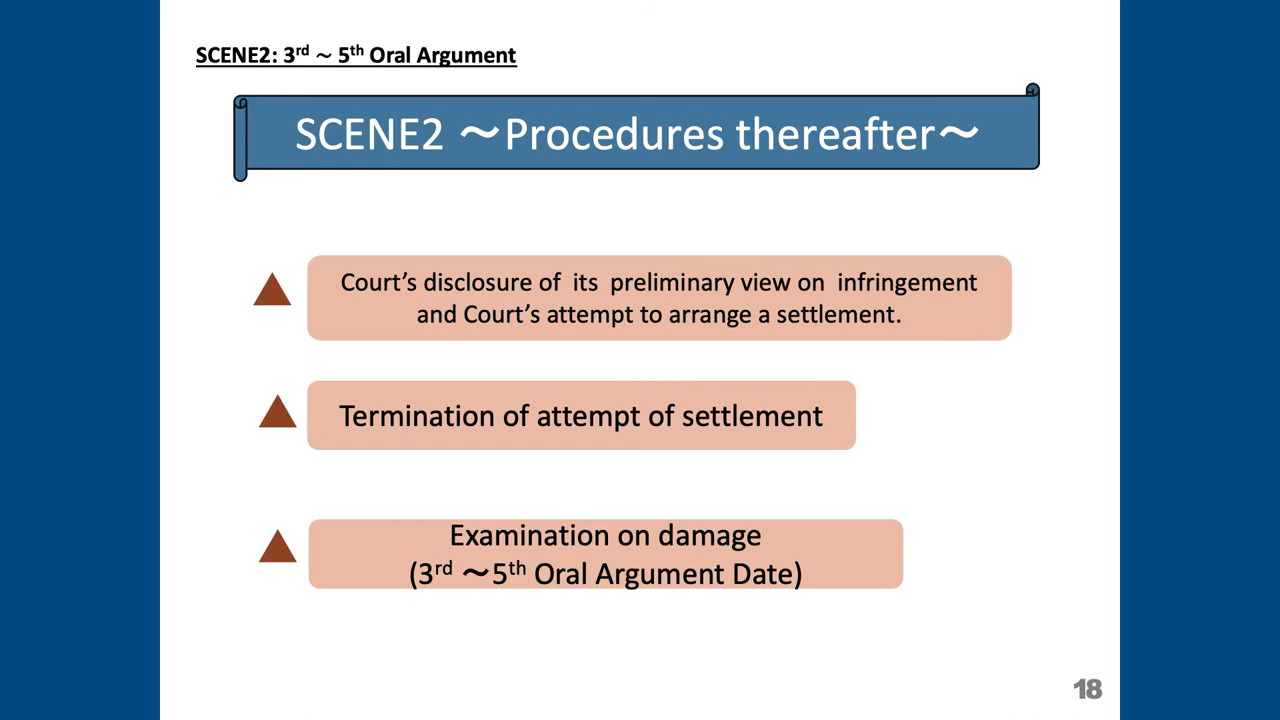 SCENE2: 3rd ~ 5th Oral Argument
SCENE2 ～Procedures thereafter～
Court's disclosure of its preliminary view on infringement
and Court's attempt to arrange a settlement.
Termination of attempt of settlement
Examination on damage
(3rd ～5th Oral Argument Date)
18